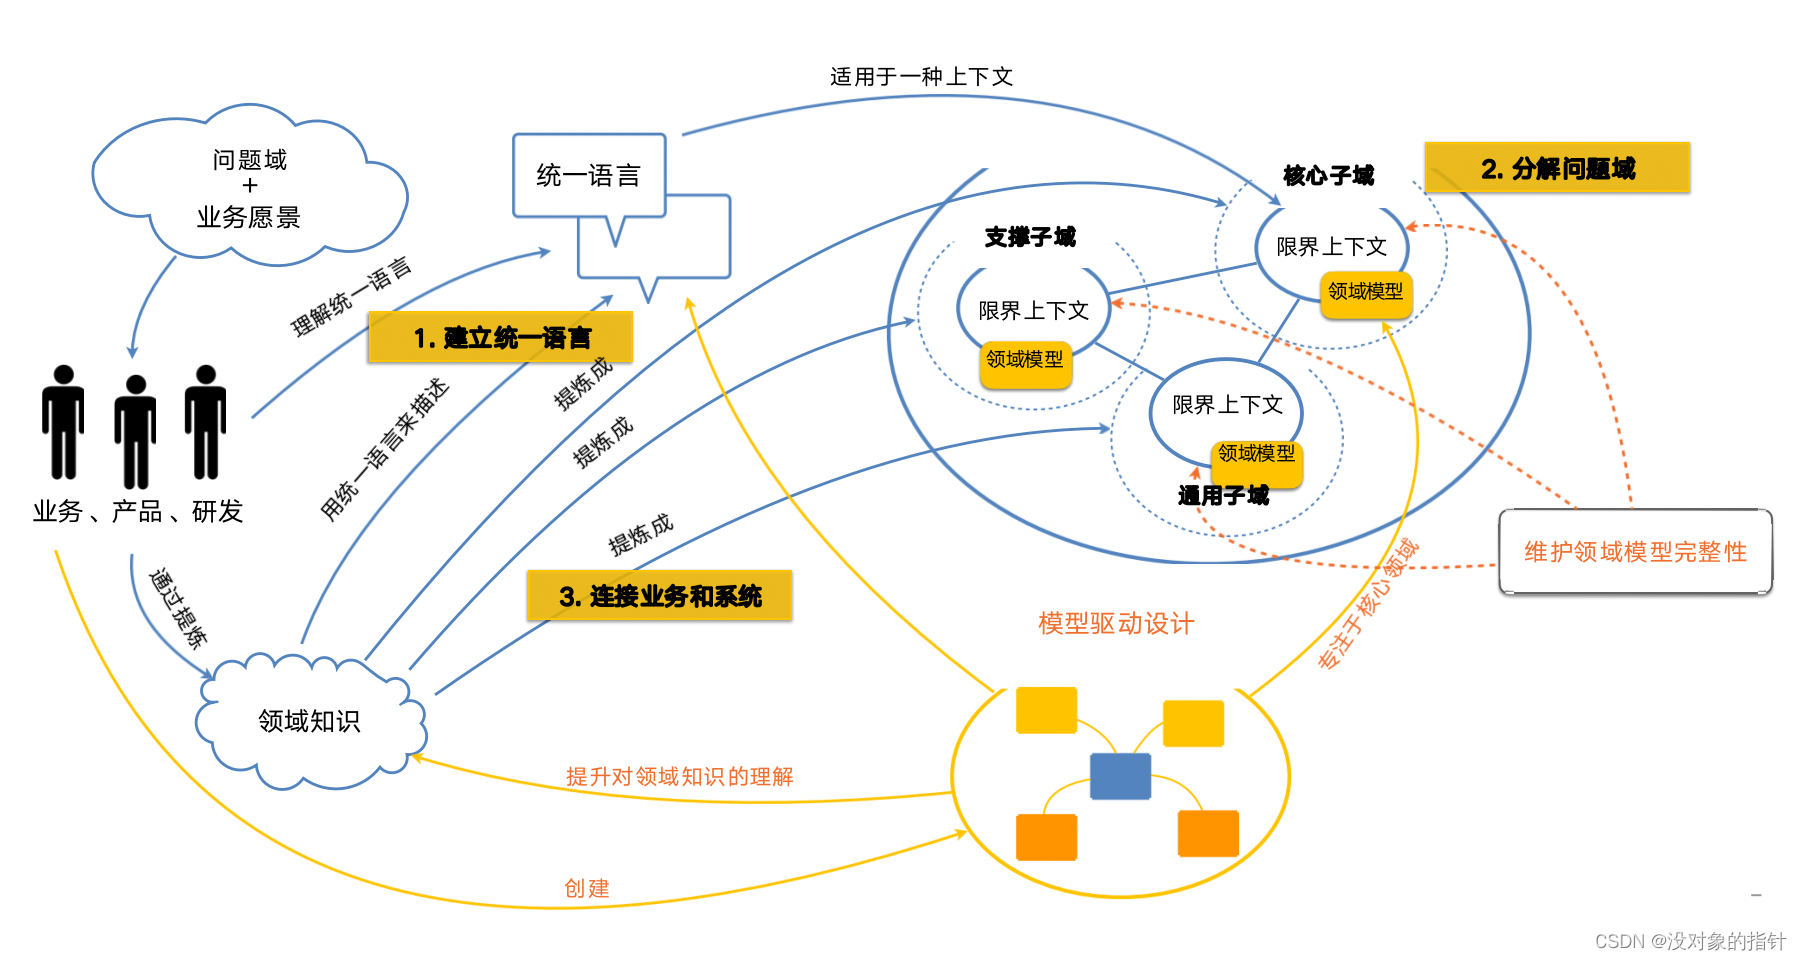 适用于一种上下文
问题域
+
业务愿景
统一语言
核心子域
2. 分解问题域
支撑子域
限界上下文
领域模型
限界上下文
领域模型
理解统一语言
1. 建立统一语言
提炼成
用统一语言来描述
提炼成
限界上下文
领域模型
通用子域
业务、产品、研发
提炼成
维护领域模型完整性
通过提炼
3. 连接业务和系统
专注于核心领域
模型驱动设计
领域知识
提升对领域知识的理解
创建
CSDN @没对象的指针